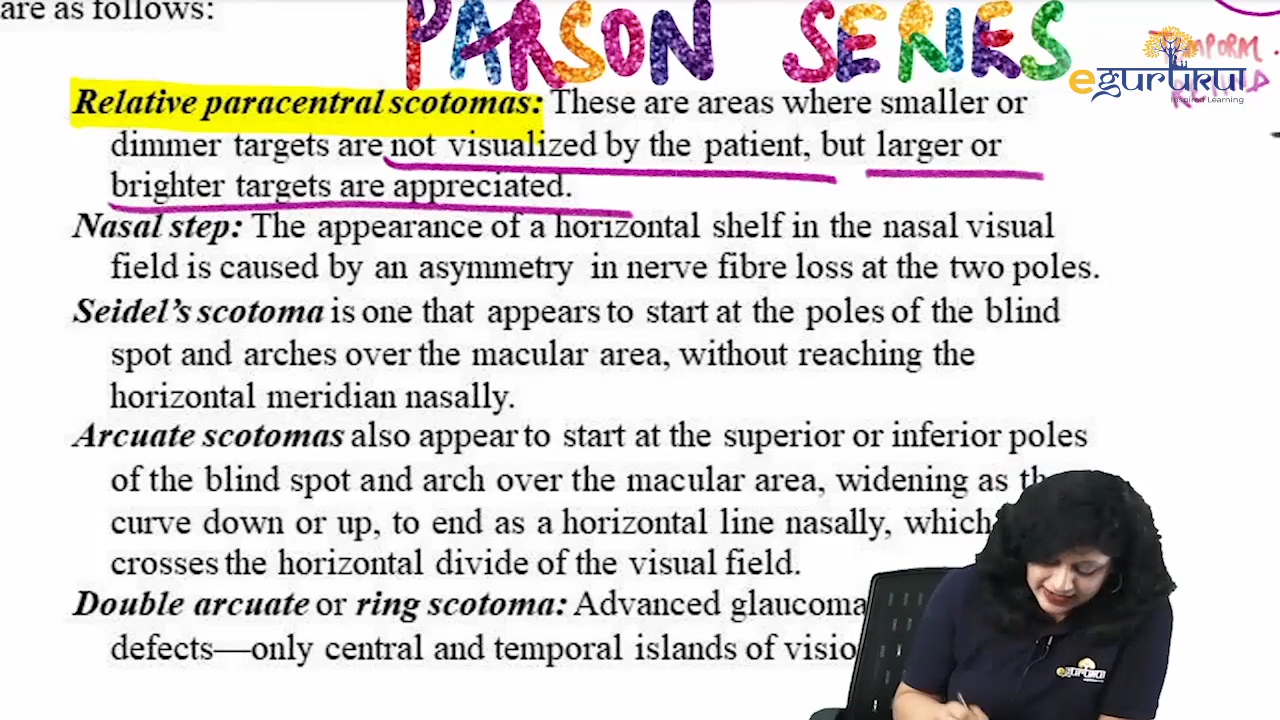 are as follows:
PARSON SERIES
eGURUKUL
Inspired Learning
Relative paracentral scotomas: These are areas where smaller or
dimmer targets are not visualized by the patient, but larger or
brighter targets are appreciated.
Nasal step: The appearance of a horizontal shelf in the nasal visual
field is caused by an asymmetry in nerve fibre loss at the two poles.
Seidel's scotoma is one that appears to start at the poles of the blind
spot and arches over the macular area, without reaching the
horizontal meridian nasally.
Arcuate scotomas also appear to start at the superior or inferior poles
of the blind spot and arch over the macular area, widening as
curve down or up, to end as a horizontal line nasally, which
crosses the horizontal divide of the visual field.
Double arcuate or ring scotoma: Advanced glaucoma
defects—only central and temporal islands of
eGURUKUL